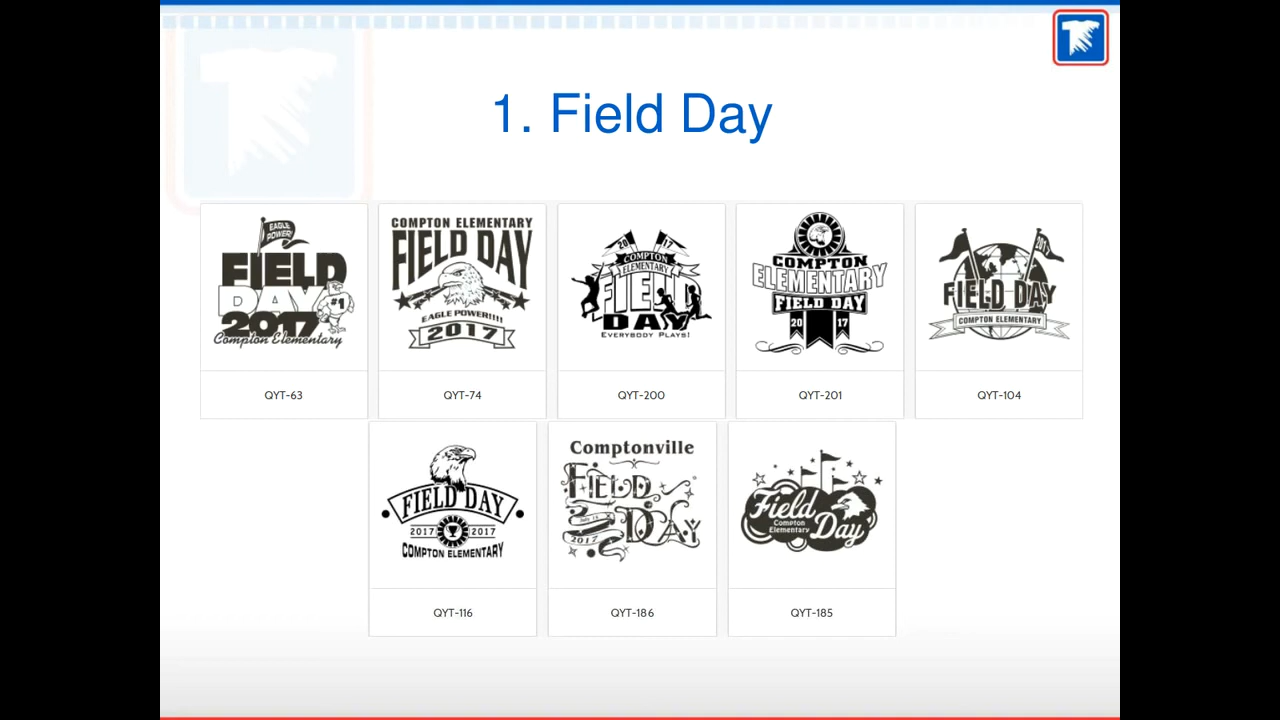 1. Field Day
EAGLE
POWER!
FIELD
DAY
#1
2017
Compton Elementary
QYT-63
COMPTON ELEMENTARY
FIELD DAY
EAGLE POWER!!!!
2017
QYT-74
20 17
COMPTON
ELEMENTARY
FIELD
DAY
EVERYBODY PLAYS!
QYT-200
COMPTON
ELEMENTARY
FIELD DAY
20 17
QYT-201
2017
FIELD DAY
COMPTON ELEMENTARY
QYT-104
FIELD DAY
2017 2017
COMPTON ELEMENTARY
QYT-116
Comptonville
FIELD
DAY
2017
QYT-186
Field
Compton
Elementary
Day
QYT-185